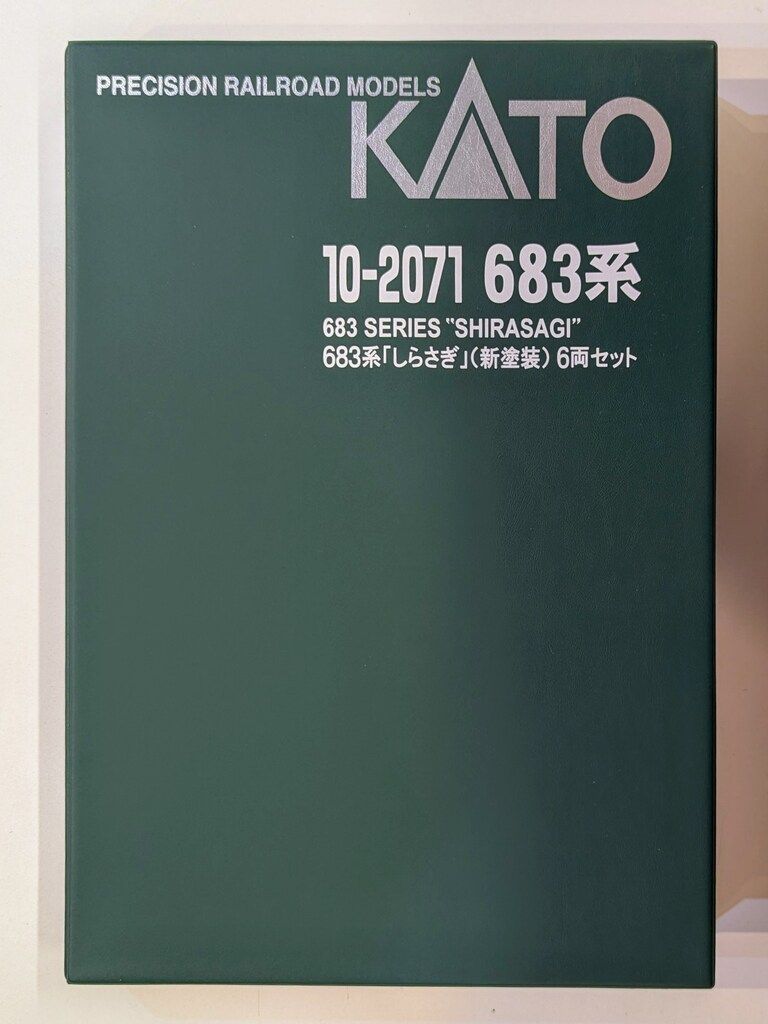 PRECISION RAILROAD MODELS
KATO
10-2071 683系
683 SERIES “SHIRASAGI”
683系「しらさぎ」（新塗装）6両セット